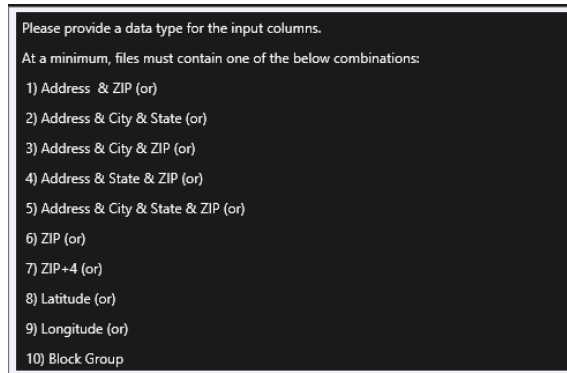 Please provide a data type for the input columns.
At a minimum, files must contain one of the below combinations:
1) Address & ZIP (or)
2) Address & City & State (or)
3) Address & City & ZIP (or)
4) Address & State & ZIP (or)
5) Address & City & State & ZIP (or)
6) ZIP (or)
7) ZIP+4 (or)
8) Latitude (or)
9) Longitude (or)
10) Block Group